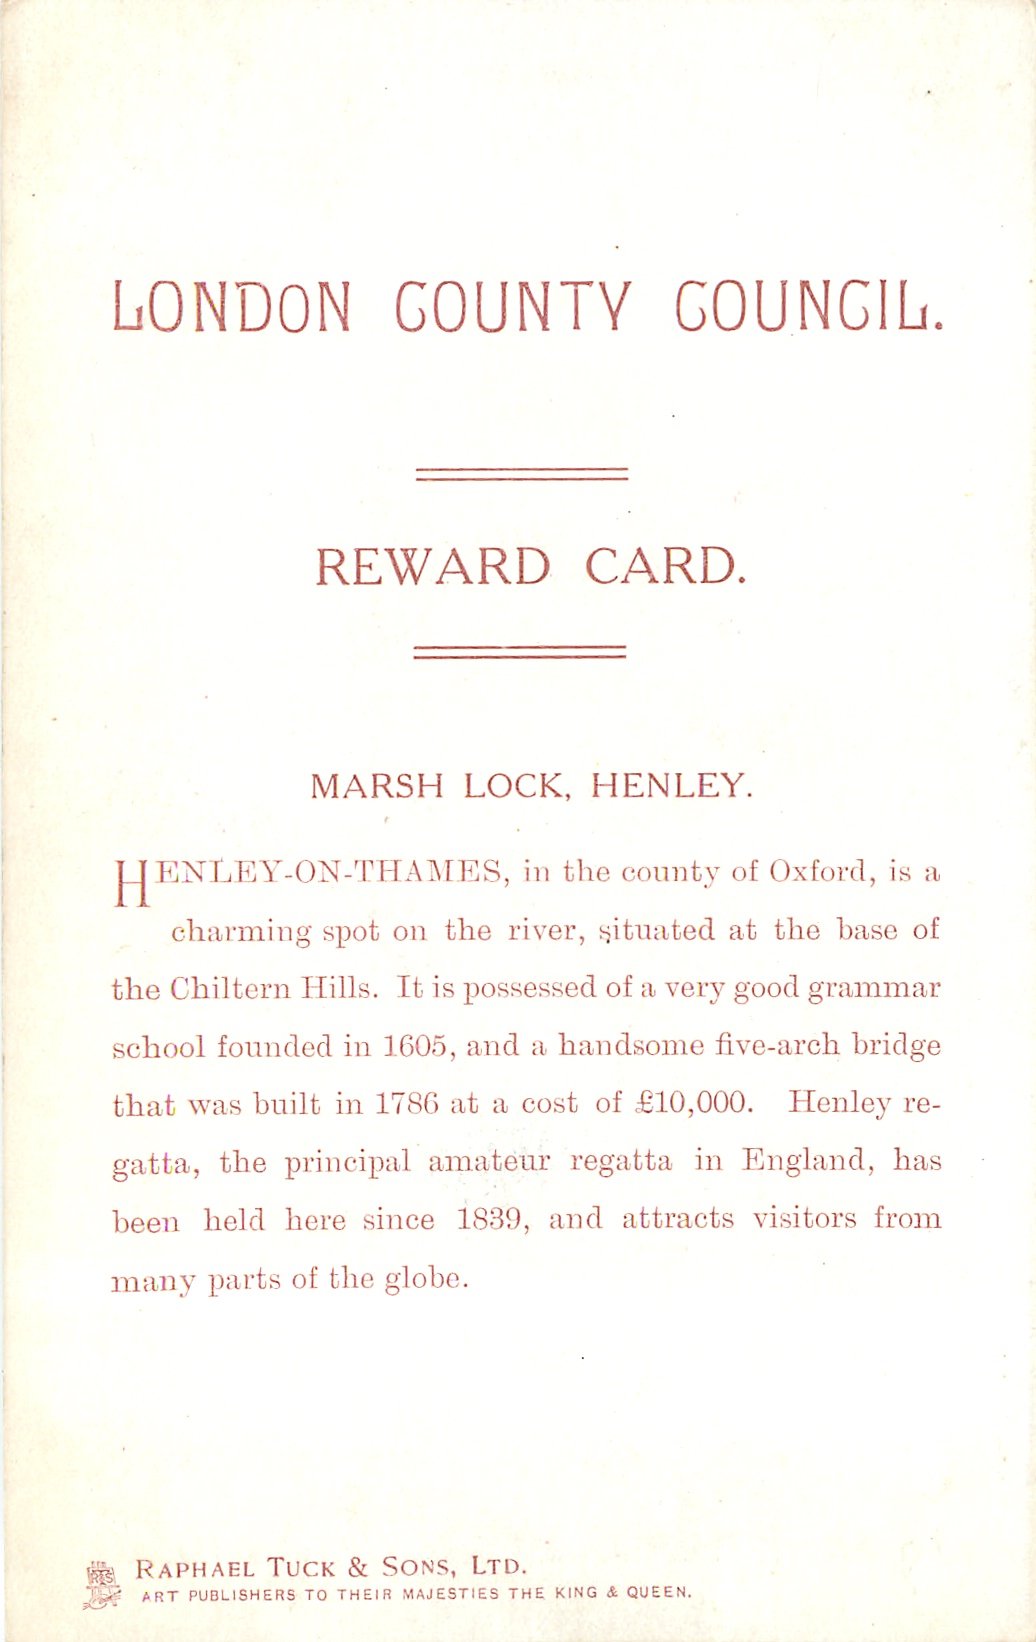 LONDON COUNTY COUNCIL.
REWARD CARD.
MARSH LOCK, HENLEY.
HENLEY-ON-THAMES, in the county of Oxford, is a
charming spot on the river, situated at the base of
the Chiltern Hills. It is possessed of a very good grammar
school founded in 1605, and a handsome five-arch bridge
that was built in 1786 at a cost of £10,000. Henley re-
gatta, the principal amateur regatta in England, has
been held here since 1839, and attracts visitors from
many parts of the globe.
RAPHAEL TUCK & SONS, LTD.
ART PUBLISHERS TO THEIR MAJESTIES THE KING & QUEEN.